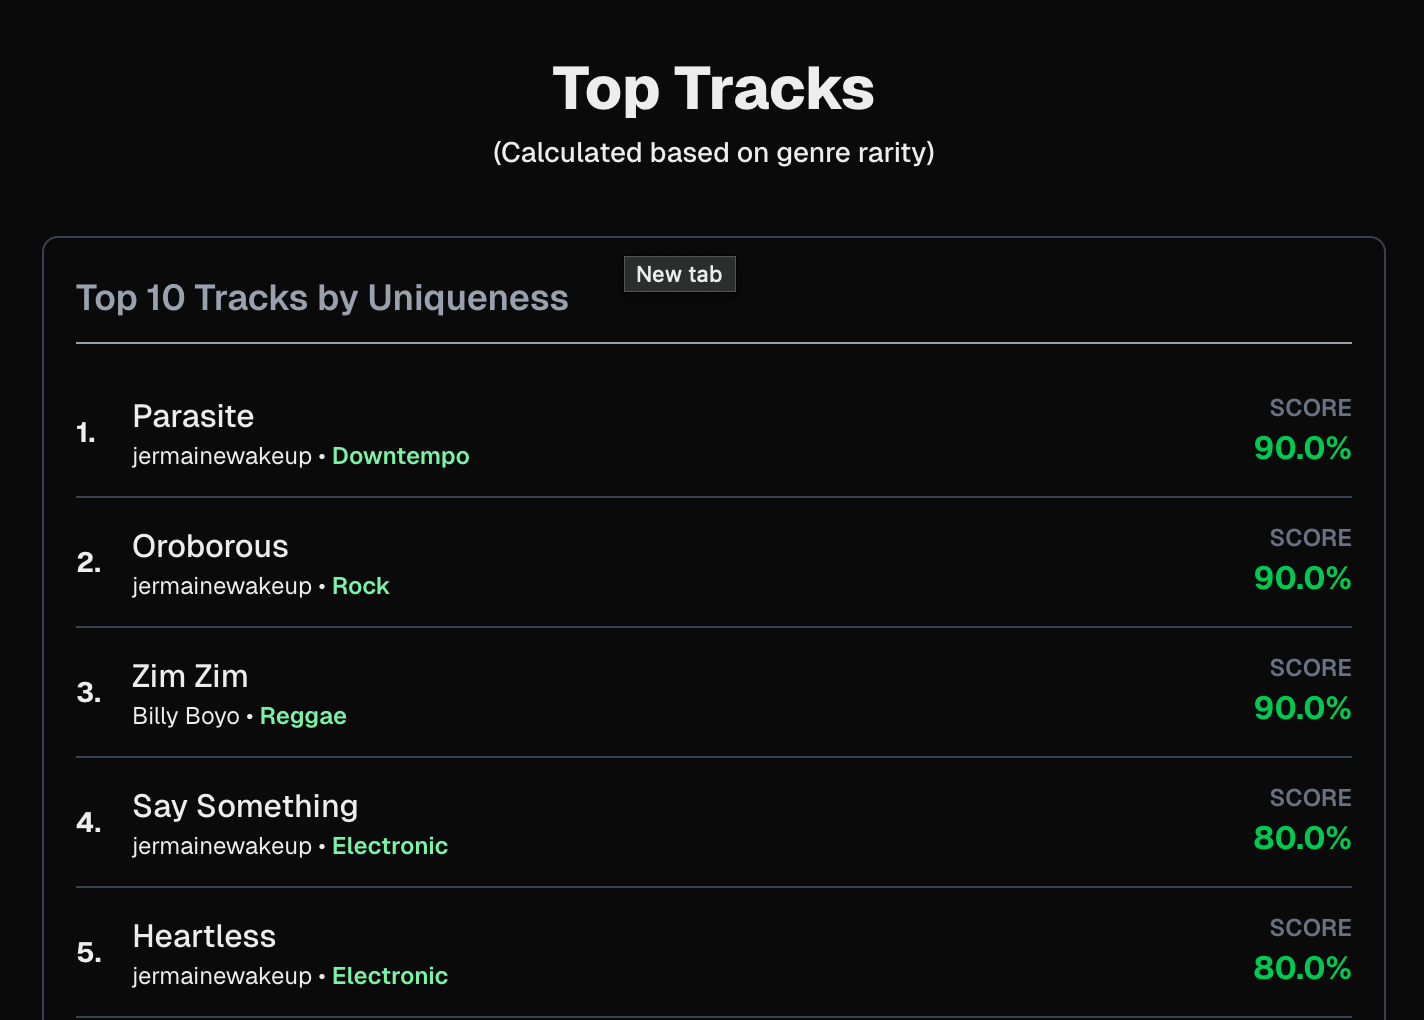 Top Tracks
(Calculated based on genre rarity)
New tab
Top 10 Tracks by Uniqueness
1.
Parasite
jermainewakeup • Downtempo
SCORE
90.0%
2.
Oroborous
jermainewakeup • Rock
SCORE
90.0%
3.
Zim Zim
Billy Boyo • Reggae
SCORE
90.0%
4.
Say Something
jermainewakeup • Electronic
SCORE
80.0%
5.
Heartless
jermainewakeup • Electronic
SCORE
80.0%